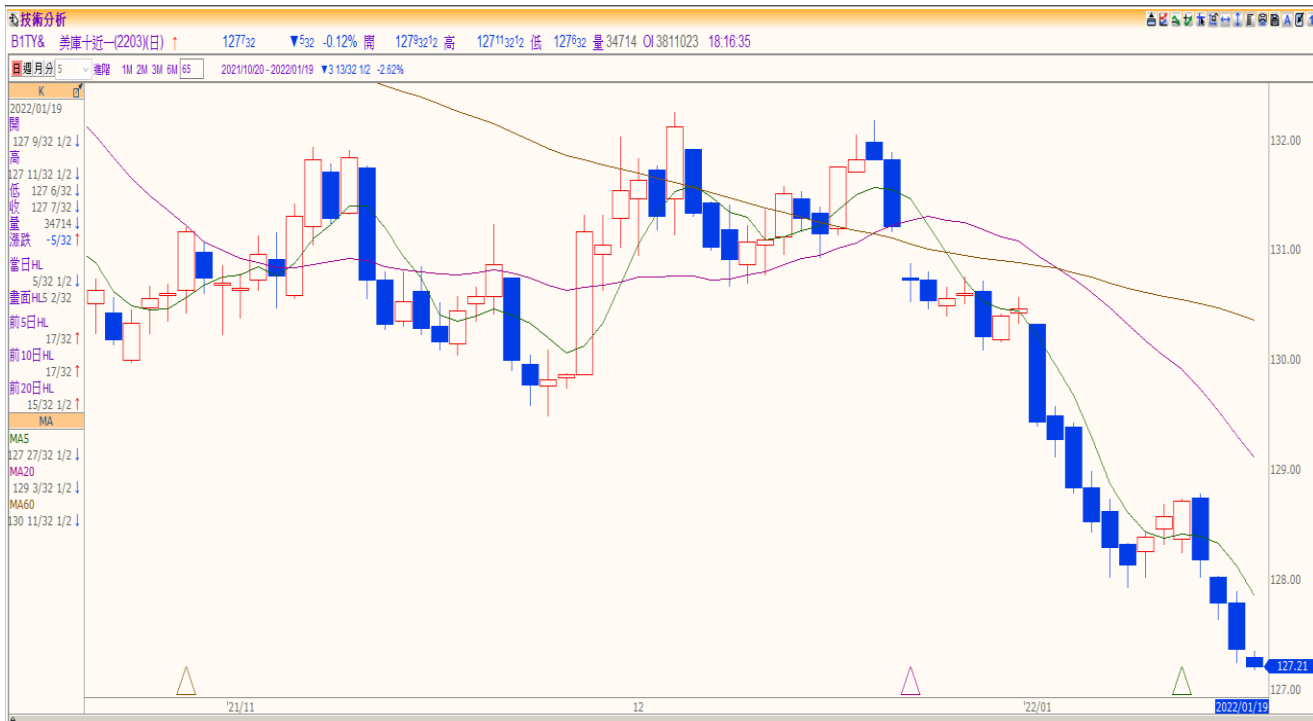 技術分析
B1TY& 美庫十近一(2203)(日) ↑ 127 7/32 ▼5/32 -0.12% 開 127 9/32 1/2 高 127 11/32 1/2 低 127 6/32 量 34714 OI 3811023 18:16:35
日 週 月 分 5 進階 1M 2M 3M 6M 65 2021/10/20 - 2022/01/19 ▼3 13/32 1/2 -2.62%
K
2022/01/19
開
127 9/32 1/2↓
高
127 11/32 1/2↓
低 127 6/32↓
收 127 7/32↓
量 34714↓
漲跌 -5/32↑
當日HL
5/32 1/2↓
畫面HL5 2/32
前5日HL
17/32↑
前10日HL
17/32↑
前20日HL
15/32 1/2↑
MA
MA5
127 27/32 1/2↓
MA20
129 3/32 1/2↓
MA60
130 11/32 1/2↓
132.00
131.00
130.00
129.00
128.00
127.21
127.00
'21/11
12
'22/01
2022/01/19